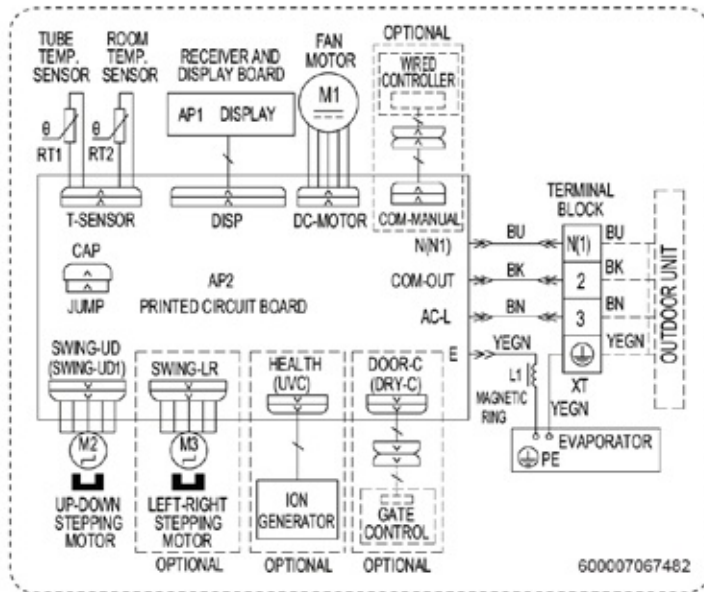 TUBE
TEMP.
SENSOR
ROOM
TEMP.
SENSOR
RECEIVER AND
DISPLAY BOARD
FAN
MOTOR
OPTIONAL
WIRED
CONTROLLER
AP1 DISPLAY
M1
θ
RT1
θ
RT2
T-SENSOR
DISP
DC-MOTOR
COM-MANUAL
TERMINAL
BLOCK
N(N1)
BU
N(1)
BU
CAP
JUMP
AP2
PRINTED CIRCUIT BOARD
COM-OUT
BK
2
BK
AC-L
BN
3
BN
OUTDOOR UNIT
E
YEGN
YEGN
XT
L1
MAGNETIC
RING
YEGN
EVAPORATOR
PE
SWING-UD
(SWING-UD1)
SWING-LR
HEALTH
(UVC)
DOOR-C
(DRY-C)
M2
M3
UP-DOWN
STEPPING
MOTOR
LEFT-RIGHT
STEPPING
MOTOR
ION
GENERATOR
GATE
CONTROL
OPTIONAL
OPTIONAL
OPTIONAL
600007067482